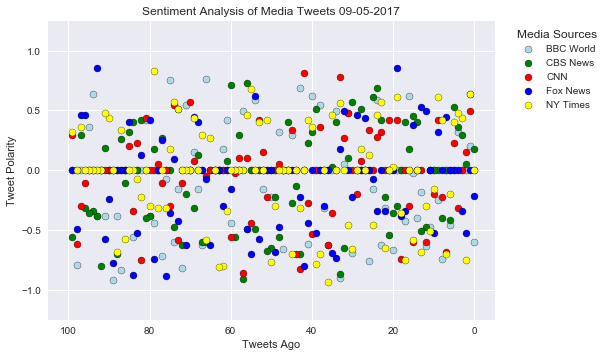 Sentiment Analysis of Media Tweets 09-05-2017
Media Sources
BBC World
CBS News
CNN
Fox News
NY Times
Tweet Polarity
1.0
0.5
0.0
−0.5
−1.0
100 80 60 40 20 0
Tweets Ago